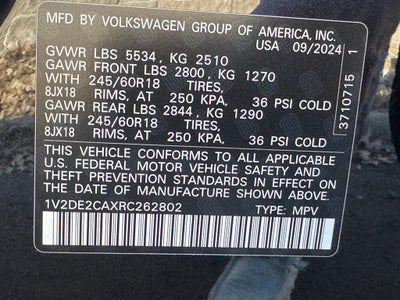 MFD BY VOLKSWAGEN GROUP OF AMERICA, INC.
USA 09/2024
GVWR LBS 5534, KG 2510
GAWR FRONT LBS 2800, KG 1270
WITH 245/60R18 TIRES,
8JX18 RIMS, AT 250 KPA, 36 PSI COLD
GAWR REAR LBS 2844, KG 1290
WITH 245/60R18 TIRES,
8JX18 RIMS, AT 250 KPA, 36 PSI COLD
THIS VEHICLE CONFORMS TO ALL APPLICABLE
U.S. FEDERAL MOTOR VEHICLE SAFETY AND
THEFT PREVENTION STANDARDS IN EFFECT ON
THE DATE OF MANUFACTURE SHOWN ABOVE.
1V2DE2CAXRC262802 TYPE: MPV
3710715 1